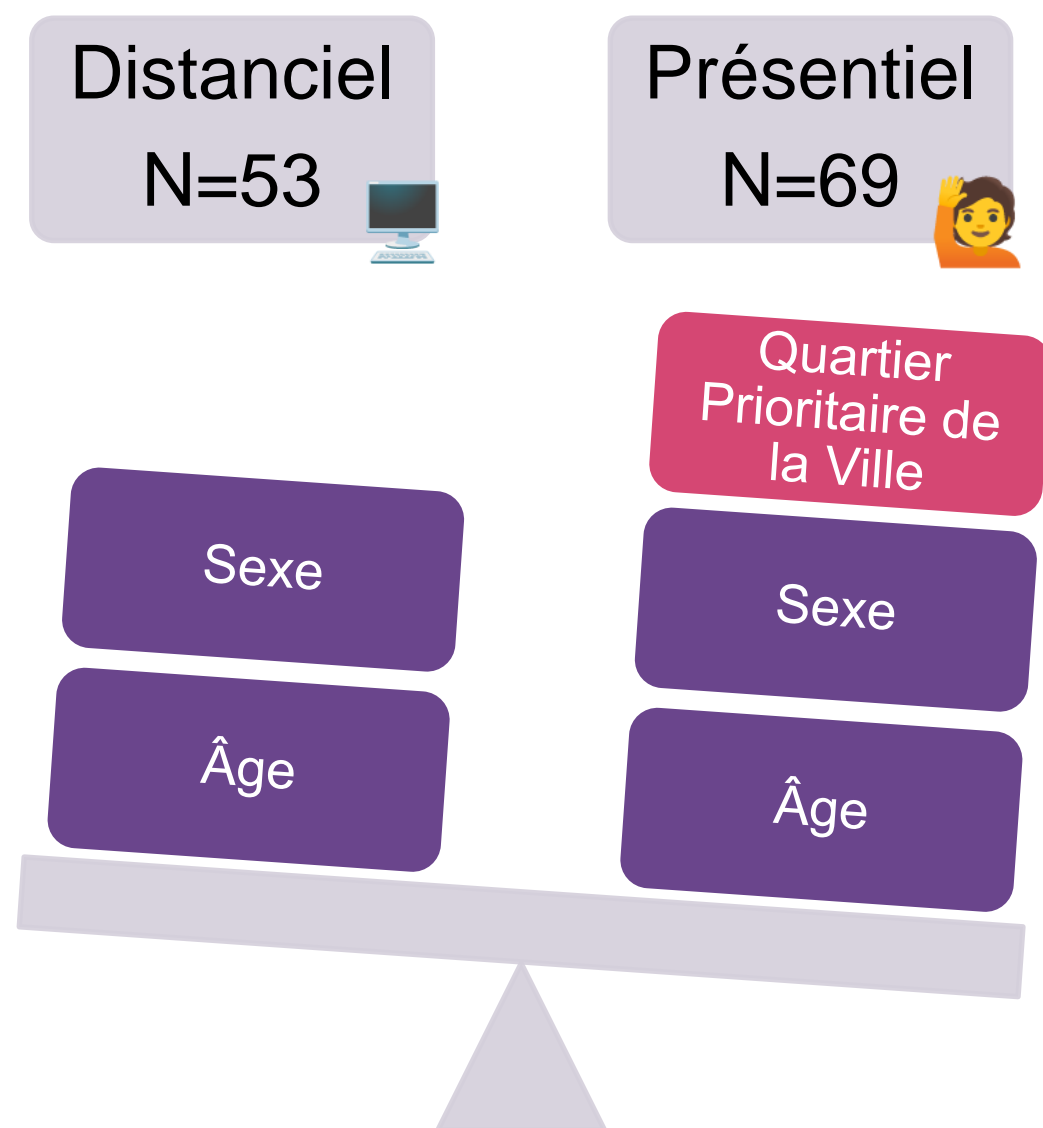 Distanciel
N=53
Présentiel
N=69
Quartier
Prioritaire de
la Ville
Sexe
Sexe
Âge
Âge